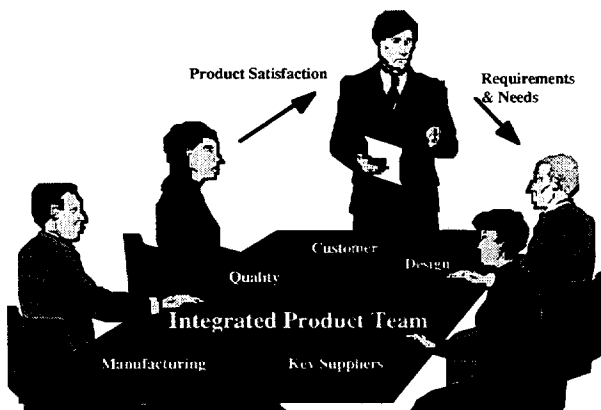 Product Satisfaction
Requirements
& Needs
Customer
Design
Quality
Integrated Product Team
Manufacturing
Key Suppliers